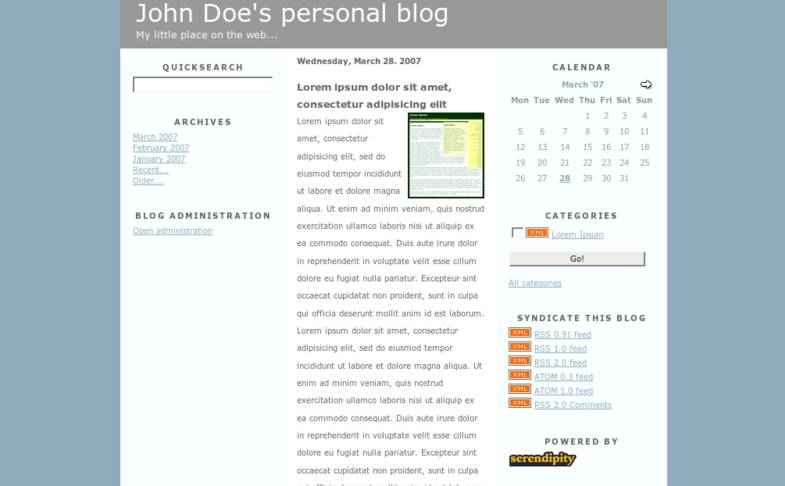 John Doe's personal blog
My little place on the web...
QUICKSEARCH
ARCHIVES
March 2007
February 2007
January 2007
Recent...
Older...
BLOG ADMINISTRATION
Open administration
Wednesday, March 28. 2007
Lorem ipsum dolor sit amet,
consectetur adipisicing elit
Lorem ipsum dolor sit
amet, consectetur
adipisicing elit, sed do
eiusmod tempor incididunt
ut labore et dolore magna
aliqua. Ut enim ad minim veniam, quis nostrud
exercitation ullamco laboris nisi ut aliquip ex
ea commodo consequat. Duis aute irure dolor
in reprehenderit in voluptate velit esse cillum
dolore eu fugiat nulla pariatur. Excepteur sint
occaecat cupidatat non proident, sunt in culpa
qui officia deserunt mollit anim id est laborum.
Lorem ipsum dolor sit amet, consectetur
adipisicing elit, sed do eiusmod tempor
incididunt ut labore et dolore magna aliqua. Ut
enim ad minim veniam, quis nostrud
exercitation ullamco laboris nisi ut aliquip ex
ea commodo consequat. Duis aute irure dolor
in reprehenderit in voluptate velit esse cillum
dolore eu fugiat nulla pariatur. Excepteur sint
occaecat cupidatat non proident, sunt in culpa
CALENDAR
March '07
Mon Tue Wed Thu Fri Sat Sun
1 2 3 4
5 6 7 8 9 10 11
12 13 14 15 16 17 18
19 20 21 22 23 24 25
26 27 28 29 30 31
CATEGORIES
XML Lorem Ipsum
Go!
All categories
SYNDICATE THIS BLOG
XML RSS 0.91 feed
XML RSS 1.0 feed
XML RSS 2.0 feed
XML ATOM 0.3 feed
XML ATOM 1.0 feed
XML RSS 2.0 Comments
POWERED BY
serendipity